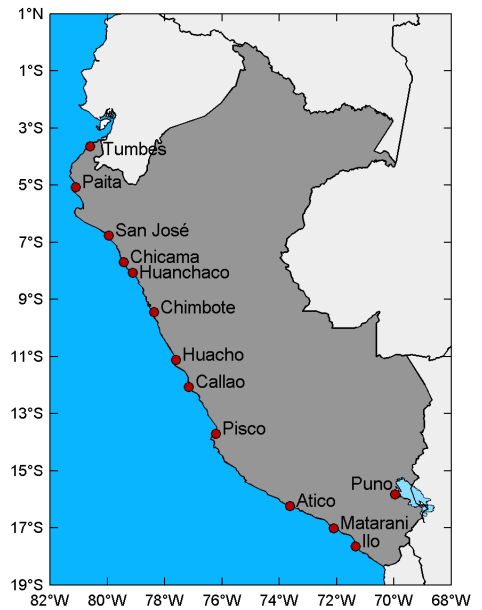 1°N
1°S
3°S
Tumbes
Paita
5°S
San José
7°S
Chicama
Huanchaco
Chimbote
9°S
Huacho
11°S
Callao
13°S
Pisco
15°S
Puno
Atico
17°S
Matarani
Ilo
19°S
82°W 80°W 78°W 76°W 74°W 72°W 70°W 68°W